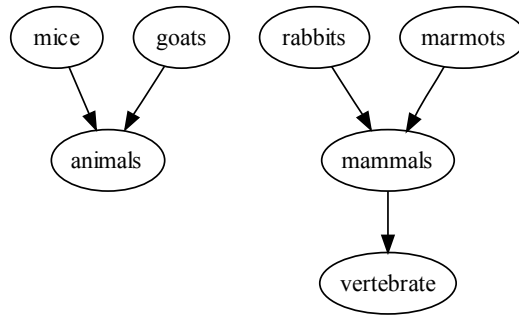 mice
goats
rabbits
marmots
animals
mammals
vertebrate